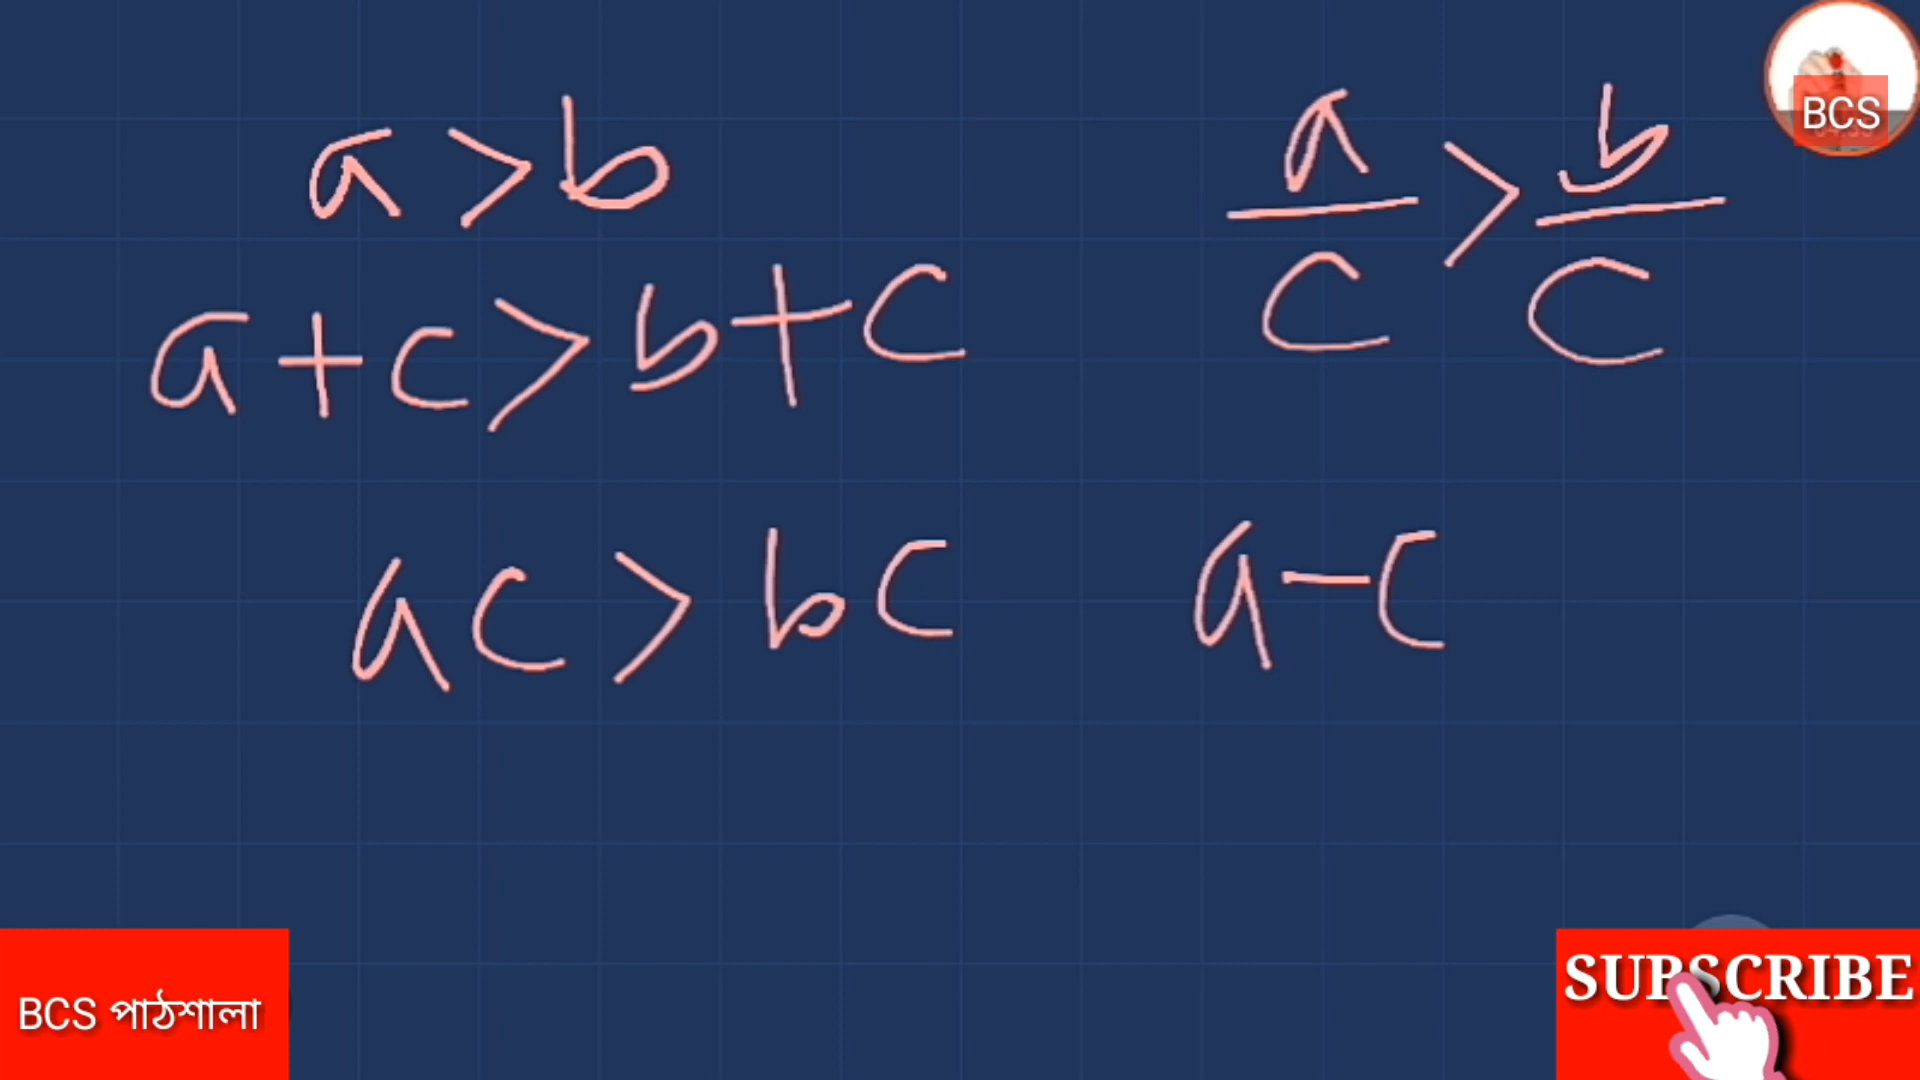 a > b
a + c > b + c
ac > bc
a/c > b/c
a - c
BCS
BCS পাঠশালা
SUBSCRIBE